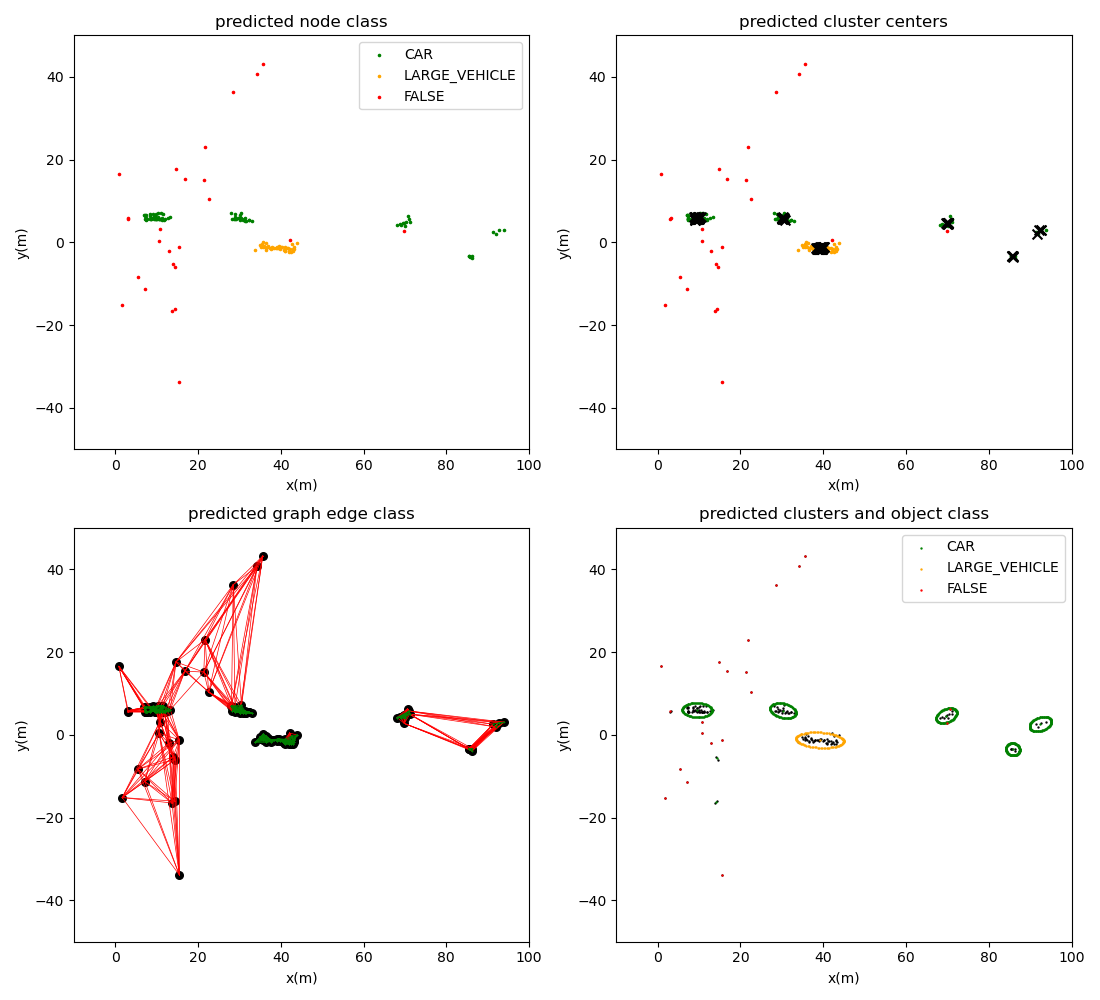 predicted node class
CAR
LARGE_VEHICLE
FALSE
40
20
0
−20
−40
y(m)
0 20 40 60 80 100
x(m)
predicted cluster centers
40
20
0
−20
−40
y(m)
0 20 40 60 80 100
x(m)
predicted graph edge class
40
20
0
−20
−40
y(m)
0 20 40 60 80 100
x(m)
predicted clusters and object class
CAR
LARGE_VEHICLE
FALSE
40
20
0
−20
−40
y(m)
0 20 40 60 80 100
x(m)